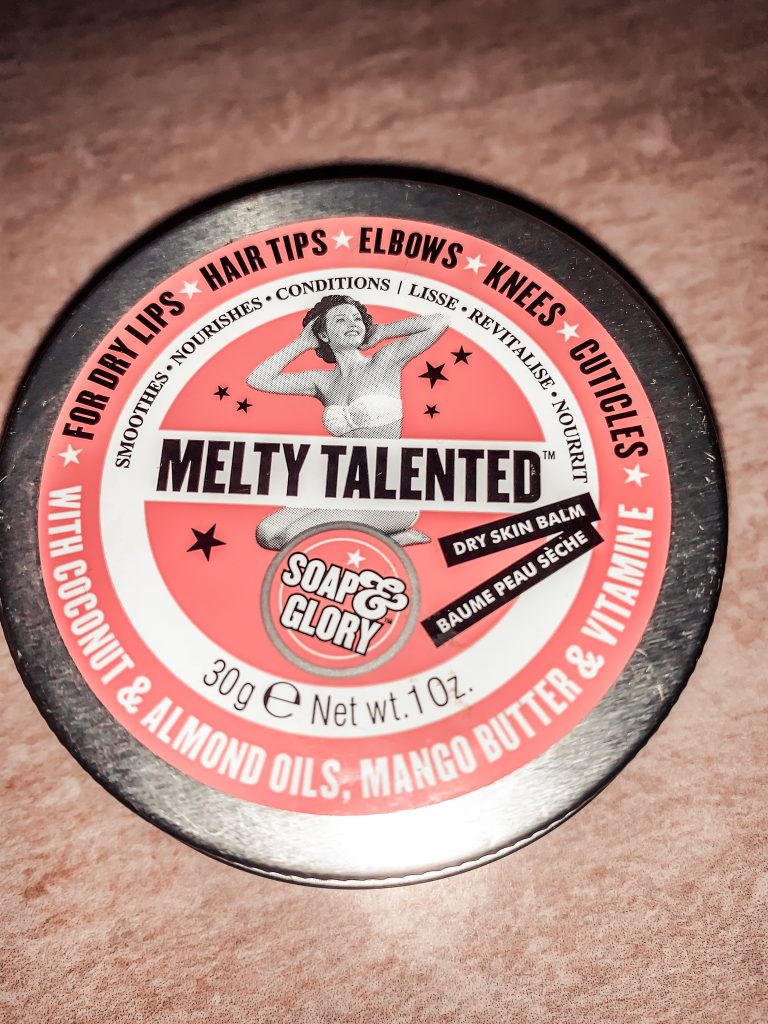 FOR DRY LIPS ★ HAIR TIPS ★ ELBOWS ★ KNEES ★ CUTICLES
SMOOTHES • NOURISHES • CONDITIONS | LISSE • REVITALISE • NOURRIT
MELTY TALENTED™
DRY SKIN BALM
BAUME PEAU SÈCHE
SOAP &
GLORY™
30g ℮ Net wt. 1 Oz.
WITH COCONUT & ALMOND OILS, MANGO BUTTER & VITAMIN E